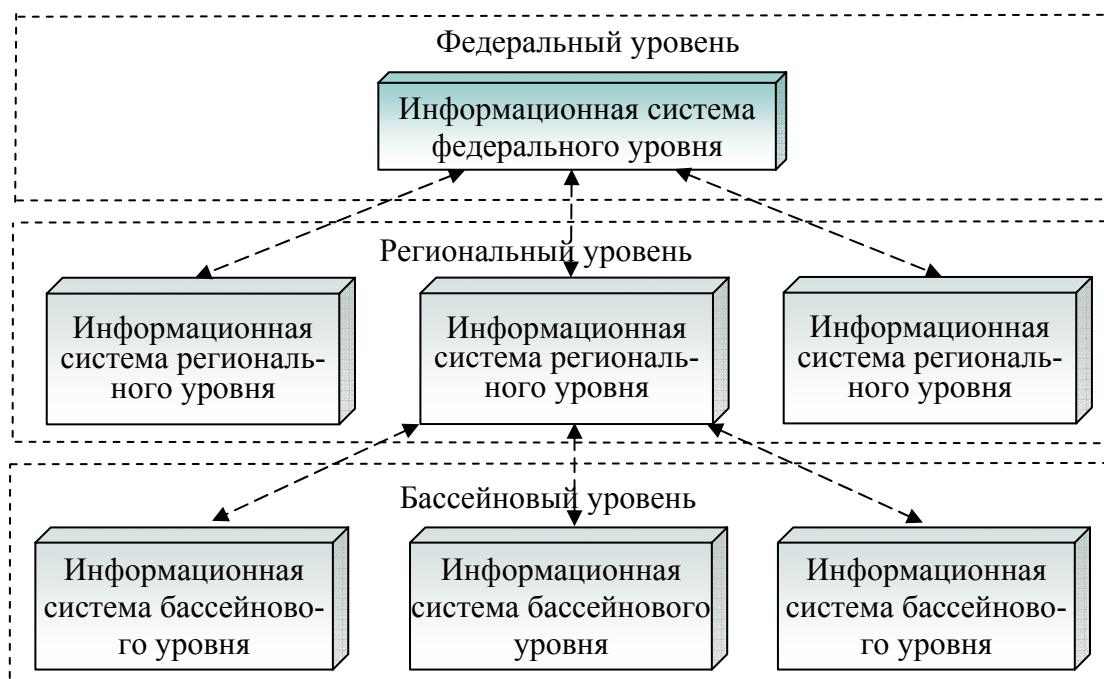 Федеральный уровень
Информационная система
федерального уровня
Региональный уровень
Информационная
система региональ-
ного уровня
Информационная
система региональ-
ного уровня
Информационная
система региональ-
ного уровня
Бассейновый уровень
Информационная
система бассейново-
го уровня
Информационная
система бассейнового
уровня
Информационная
система бассейново-
го уровня